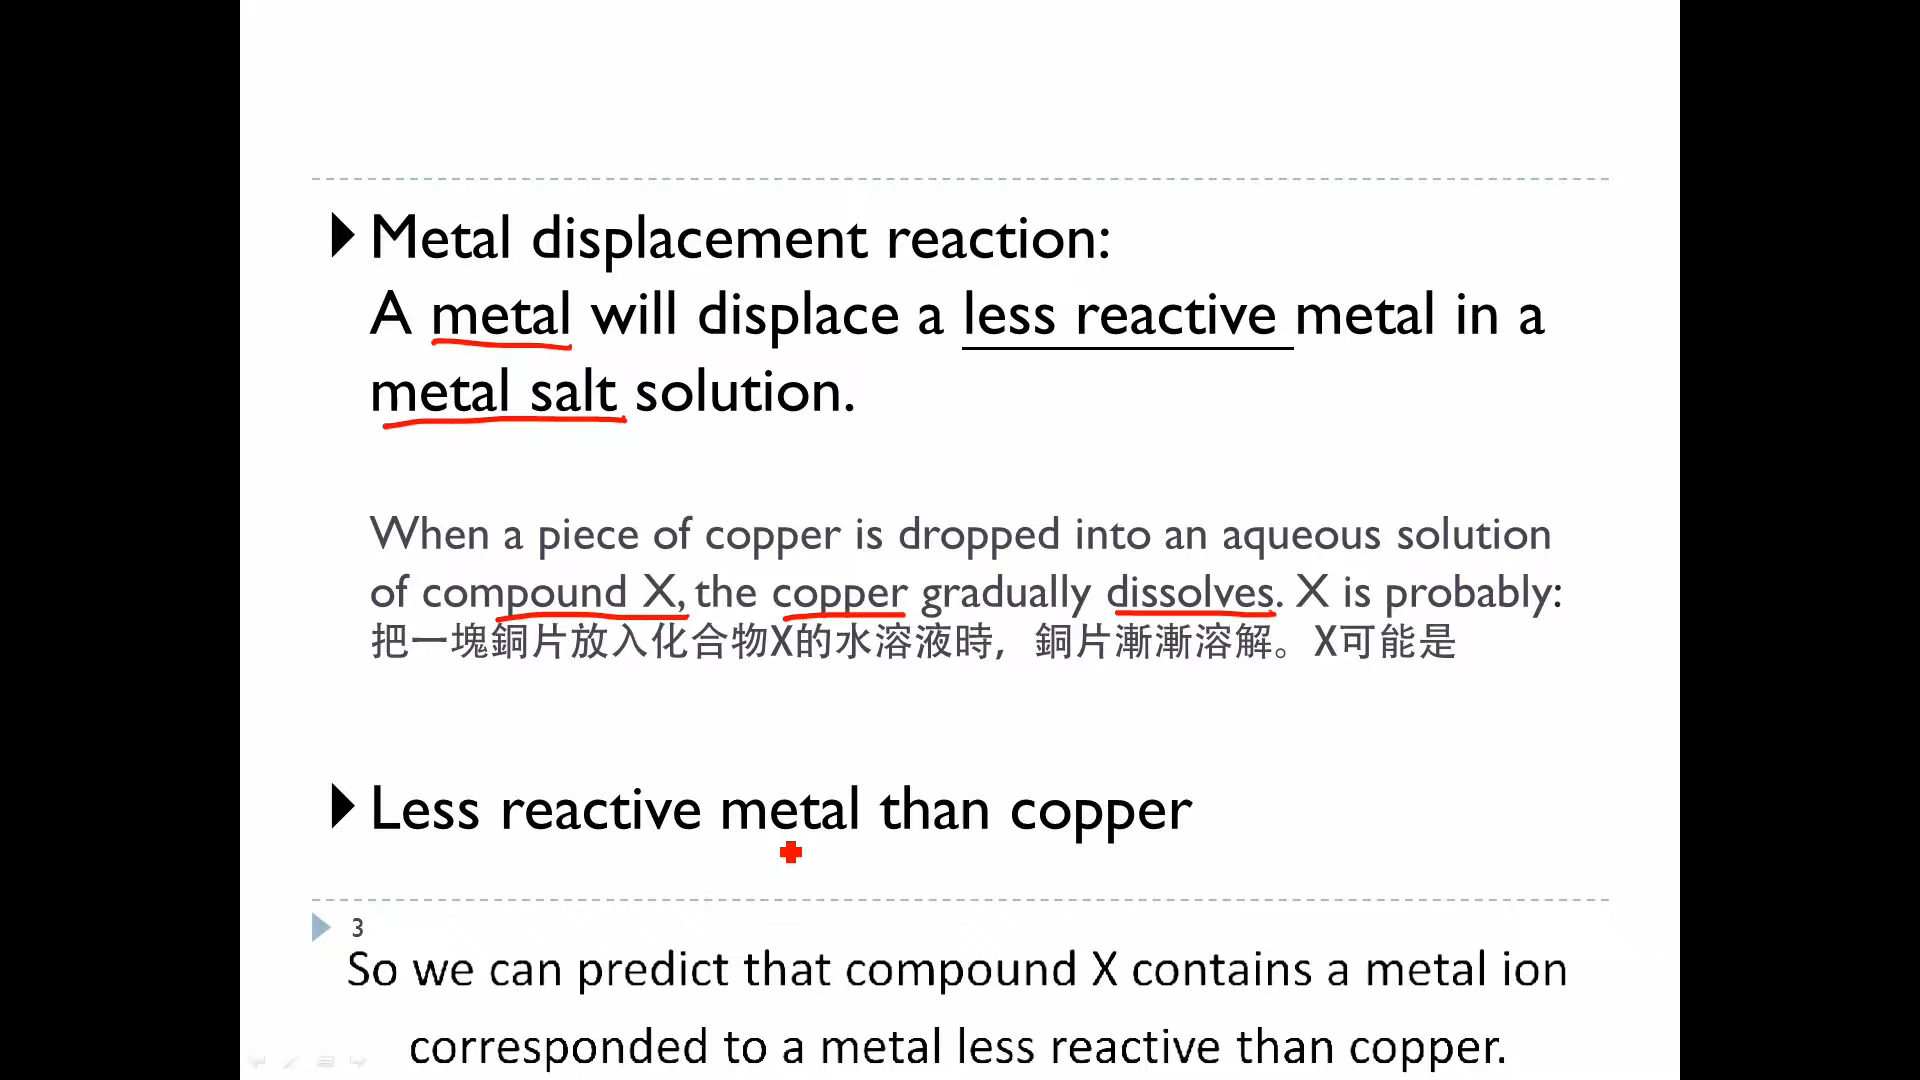 Metal displacement reaction:
A metal will displace a less reactive metal in a
metal salt solution.
When a piece of copper is dropped into an aqueous solution
of compound X, the copper gradually dissolves. X is probably:
把一塊銅片放入化合物X的水溶液時，銅片漸漸溶解。X可能是
Less reactive metal than copper
3
So we can predict that compound X contains a metal ion
corresponded to a metal less reactive than copper.